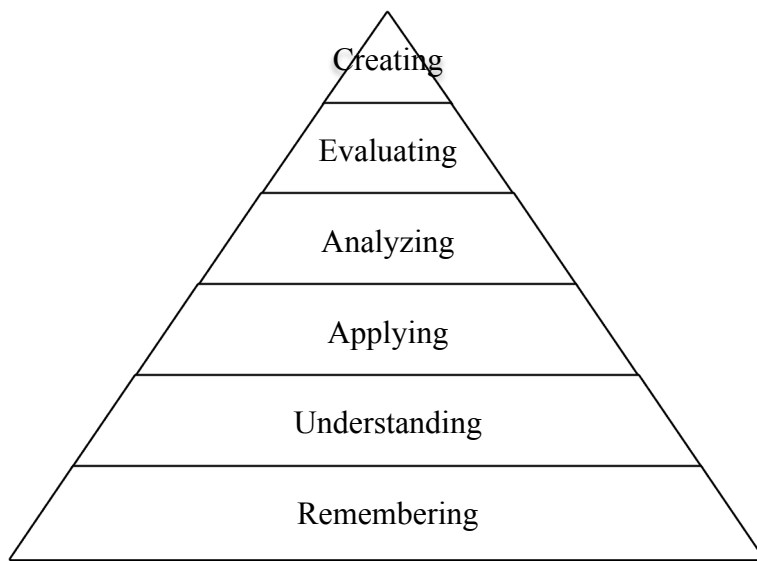 Creating
Evaluating
Analyzing
Applying
Understanding
Remembering